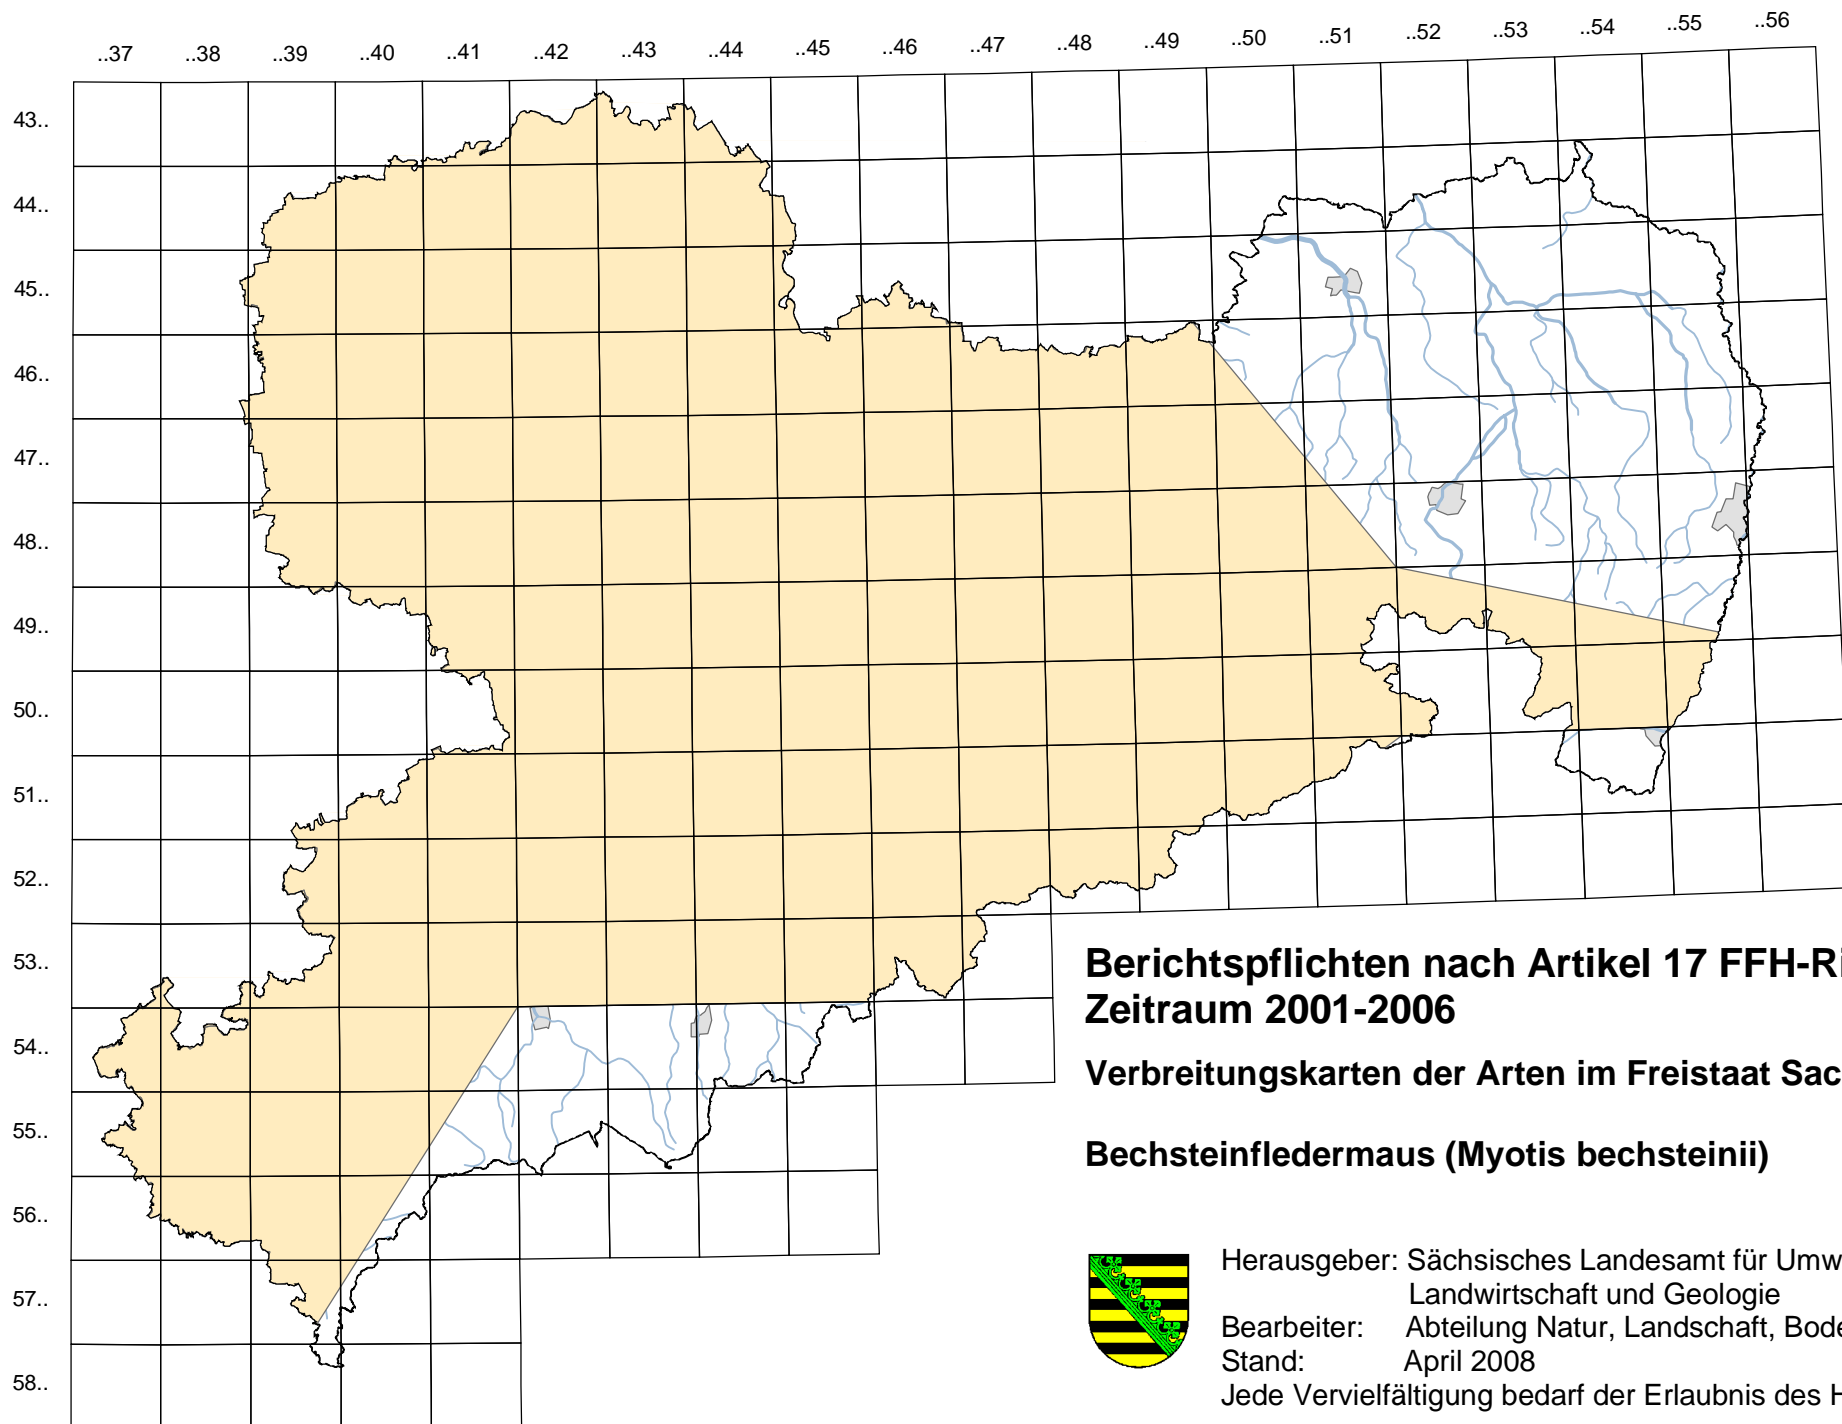 ..37 ..38 ..39 ..40 ..41 ..42 ..43 ..44 ..45 ..46 ..47 ..48 ..49 ..50 ..51 ..52 ..53 ..54 ..55 ..56
43..
44..
45..
46..
47..
48..
49..
50..
51..
52..
53..
54..
55..
56..
57..
58..
Berichtspflichten nach Artikel 17 FFH-Ri
Zeitraum 2001-2006
Verbreitungskarten der Arten im Freistaat Sac
Bechsteinfledermaus (Myotis bechsteinii)
Herausgeber: Sächsisches Landesamt für Umw
Landwirtschaft und Geologie
Bearbeiter: Abteilung Natur, Landschaft, Bode
Stand: April 2008
Jede Vervielfältigung bedarf der Erlaubnis des H